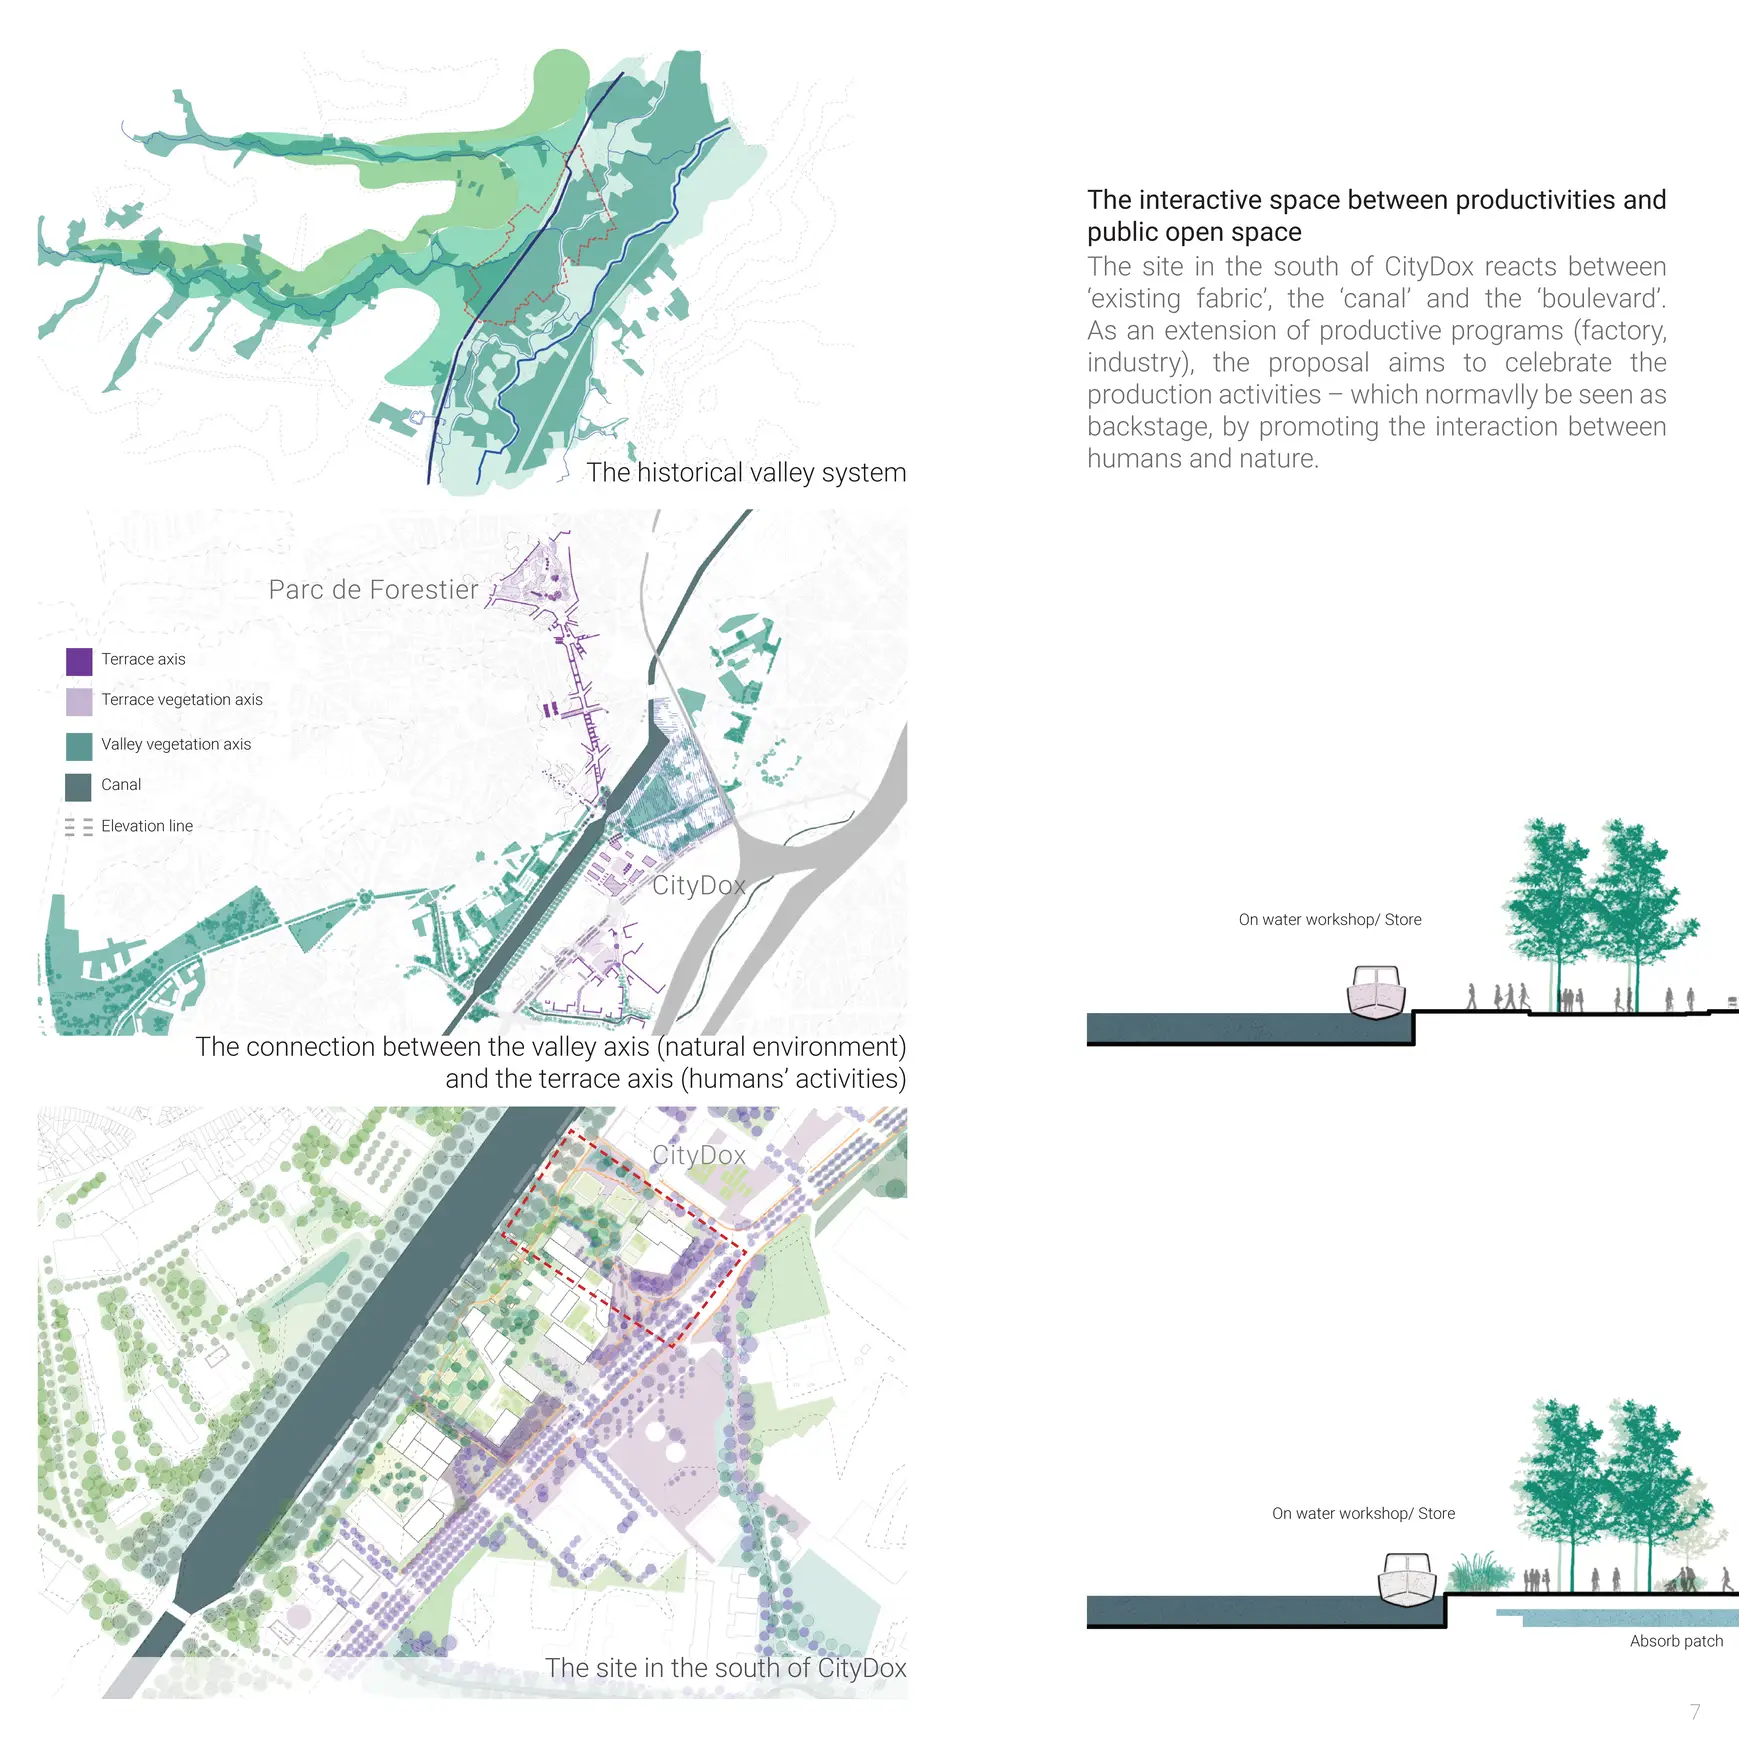 The historical valley system
Parc de Forestier
Terrace axis
Terrace vegetation axis
Valley vegetation axis
Canal
Elevation line
CityDox
The connection between the valley axis (natural environment)
and the terrace axis (humans’ activities)
CityDox
The site in the south of CityDox
The interactive space between productivities and
public open space
The site in the south of CityDox reacts between
‘existing fabric’, the ‘canal’ and the ‘boulevard’.
As an extension of productive programs (factory,
industry), the proposal aims to celebrate the
production activities – which normavlly be seen as
backstage, by promoting the interaction between
humans and nature.
On water workshop/ Store
On water workshop/ Store
Absorb patch
7